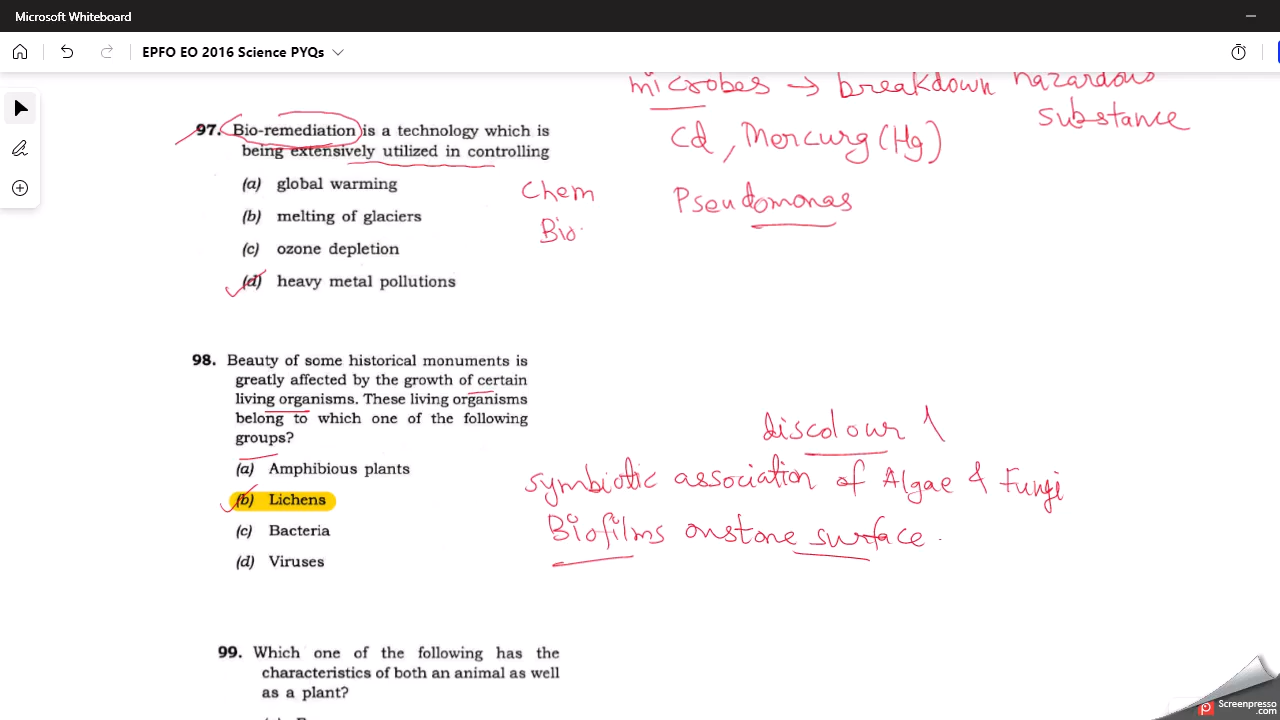 Microsoft Whiteboard
EPFO EO 2016 Science PYQs
microbes → breakdown hazardous
substance
Cd, Mercurg (Hg)
Pseudomonas
Chem
Bio.
97. Bio-remediation is a technology which is
being extensively utilized in controlling
(a) global warming
(b) melting of glaciers
(c) ozone depletion
(d) heavy metal pollutions
98. Beauty of some historical monuments is
greatly affected by the growth of certain
living organisms. These living organisms
belong to which one of the following
groups?
(a) Amphibious plants
(b) Lichens
(c) Bacteria
(d) Viruses
discolour
symbiotic association of Algae & Fungi
Biofilms onstone surface.
99. Which one of the following has the
characteristics of both an animal as well
as a plant?
Screenpresso
.com